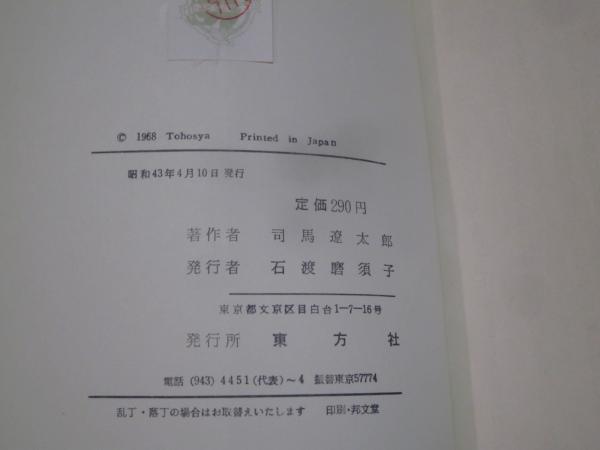 © 1968 Tohosya Printed in Japan
昭和43年4月10日 発行
定価290円
著作者 司馬遼太郎
発行者 石渡磨須子
東京都文京区目白台1—7—16号
発行所 東方社
電話 (943) 4451(代表)〜4 振替東京57774
乱丁・落丁の場合はお取替えいたします 印刷・邦文堂